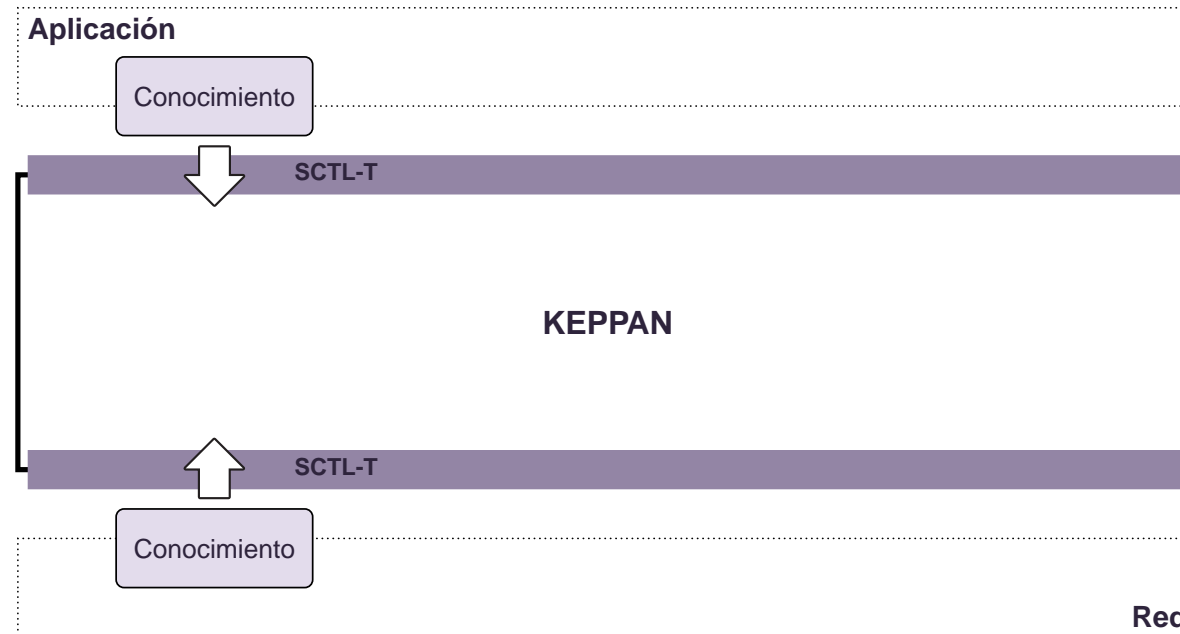 Aplicación
Conocimiento
SCTL-T
KEPPAN
SCTL-T
Conocimiento